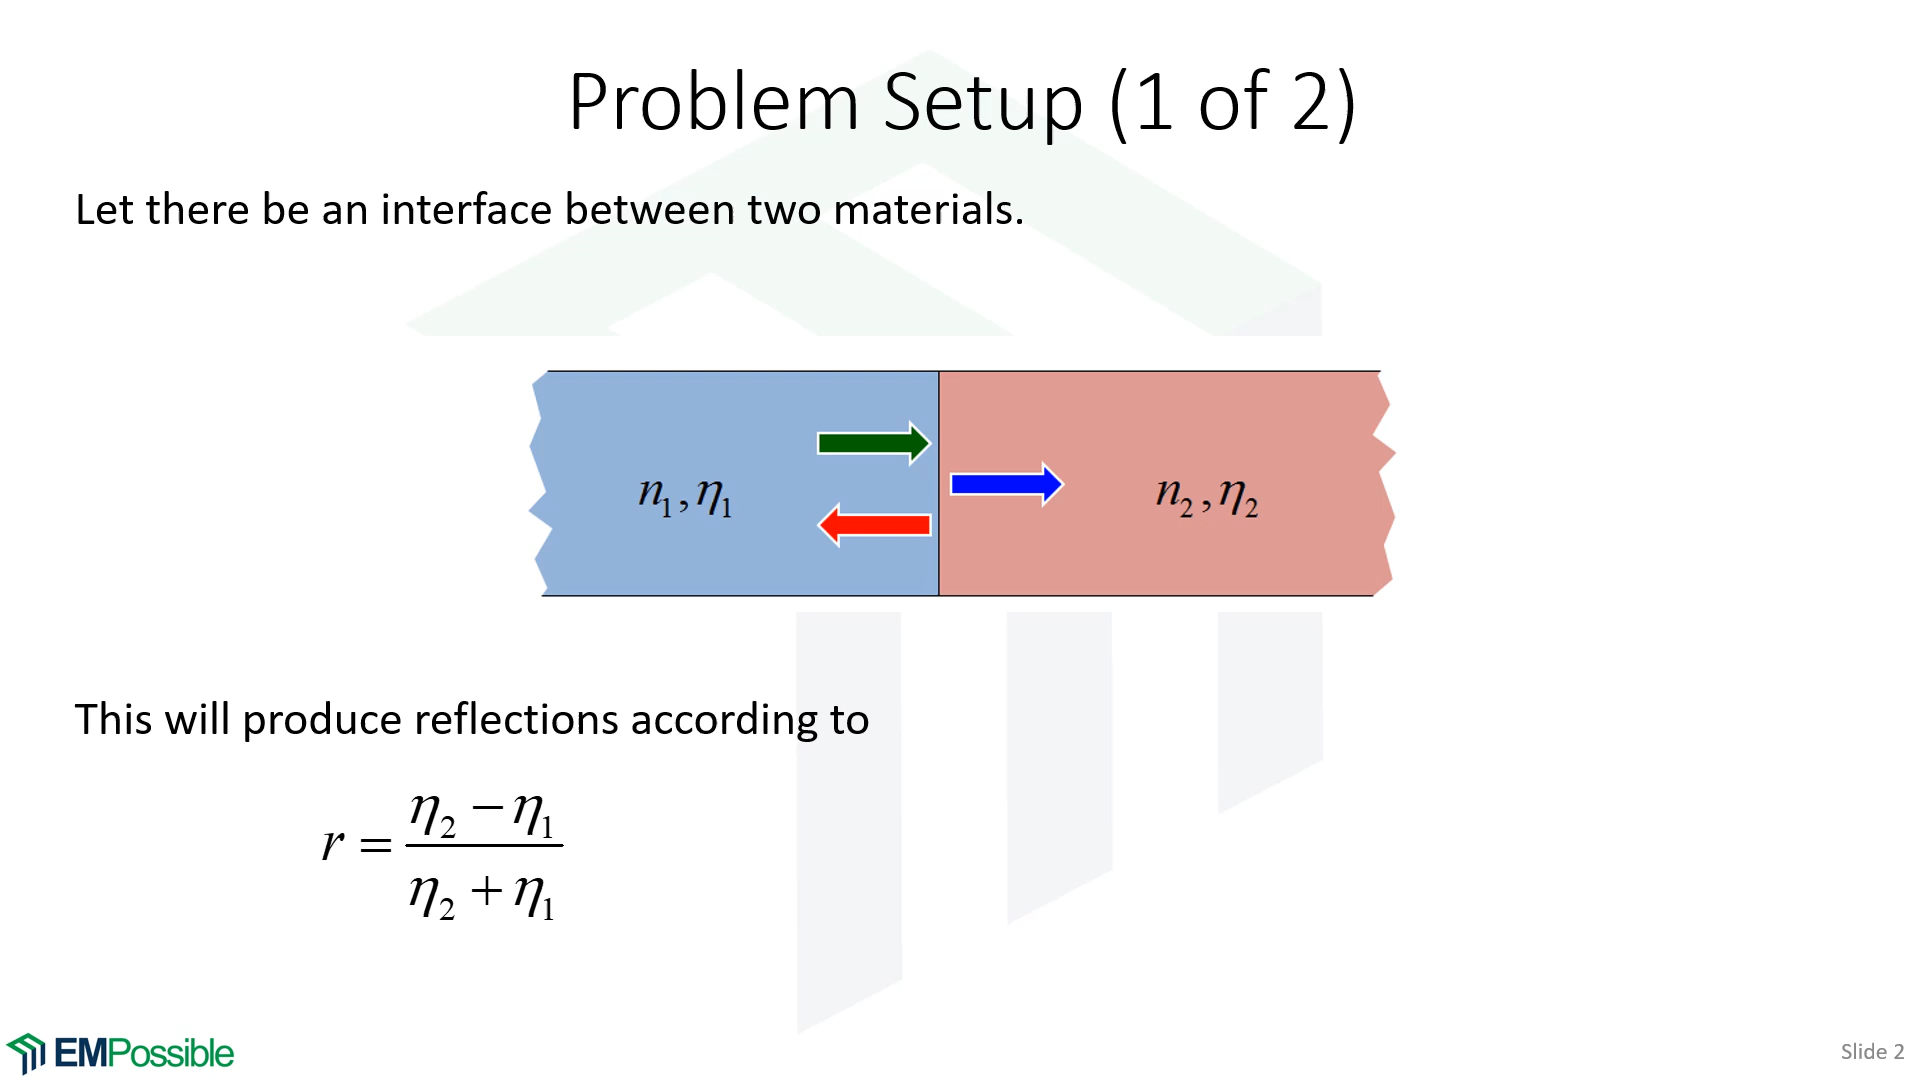 Problem Setup (1 of 2)
Let there be an interface between two materials.
n₁, η₁
n₂, η₂
This will produce reflections according to
r = (η₂ − η₁) / (η₂ + η₁)
EMPossible
Slide 2